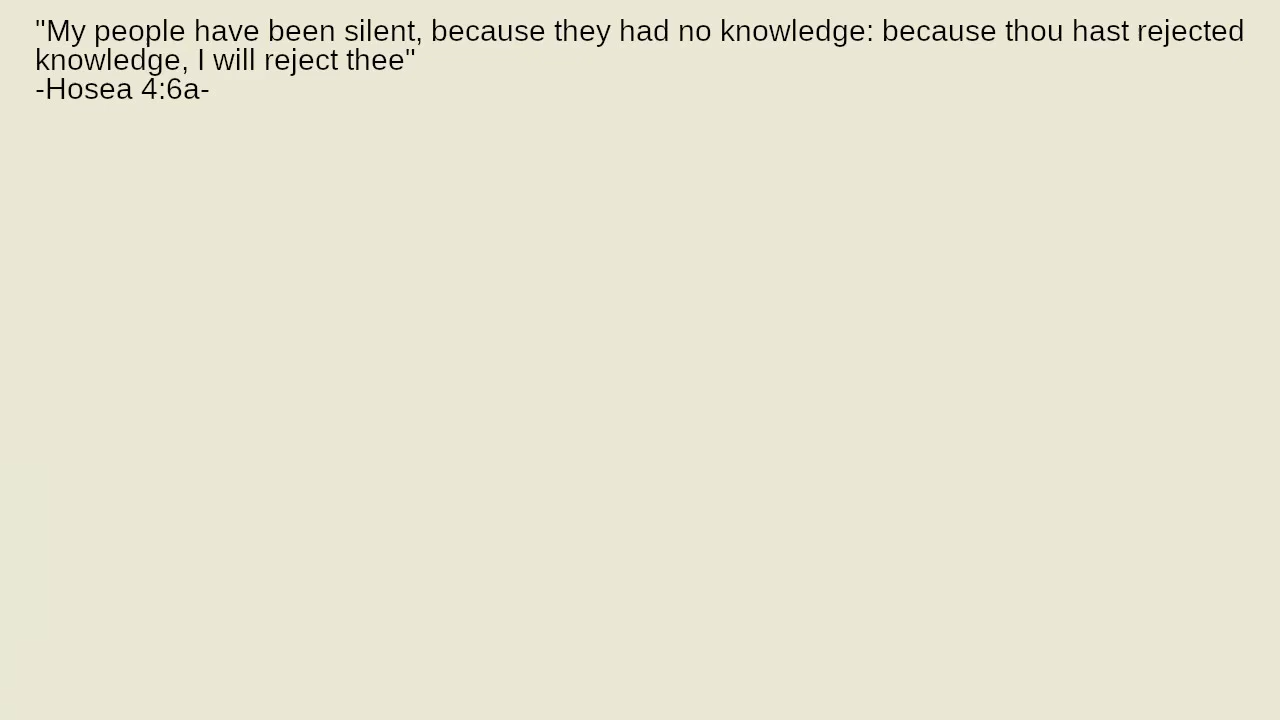 "My people have been silent, because they had no knowledge: because thou hast rejected
knowledge, I will reject thee"
-Hosea 4:6a-